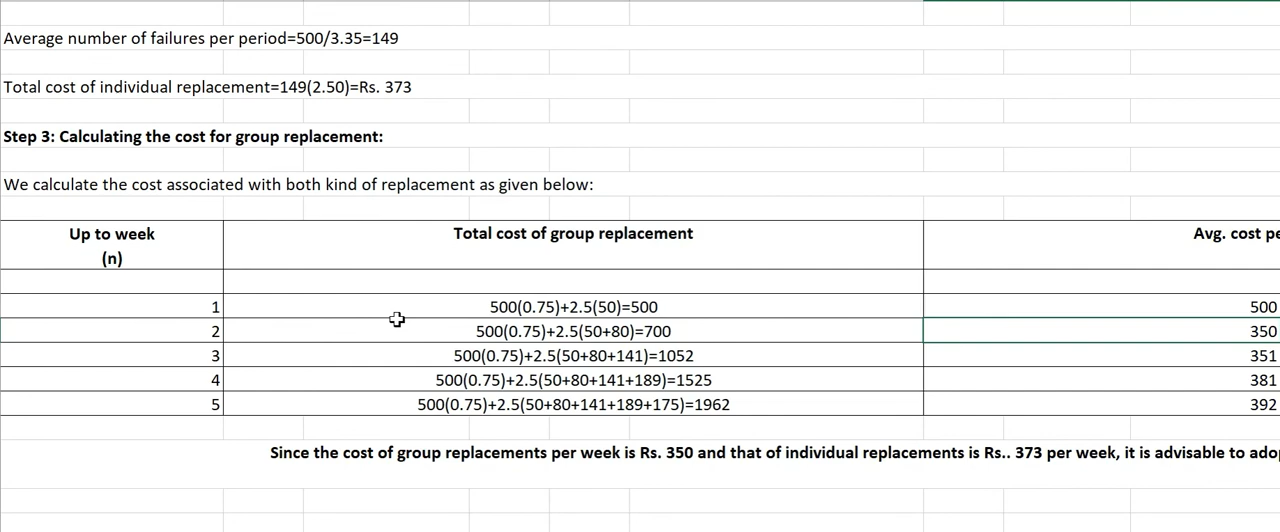 Average number of failures per period=500/3.35=149
Total cost of individual replacement=149(2.50)=Rs. 373
Step 3: Calculating the cost for group replacement:
We calculate the cost associated with both kind of replacement as given below:
Up to week Total cost of group replacement Avg. cost pe
(n)
1 500(0.75)+2.5(50)=500 500
2 500(0.75)+2.5(50+80)=700 350
3 500(0.75)+2.5(50+80+141)=1052 351
4 500(0.75)+2.5(50+80+141+189)=1525 381
5 500(0.75)+2.5(50+80+141+189+175)=1962 392
Since the cost of group replacements per week is Rs. 350 and that of individual replacements is Rs.. 373 per week, it is advisable to ado